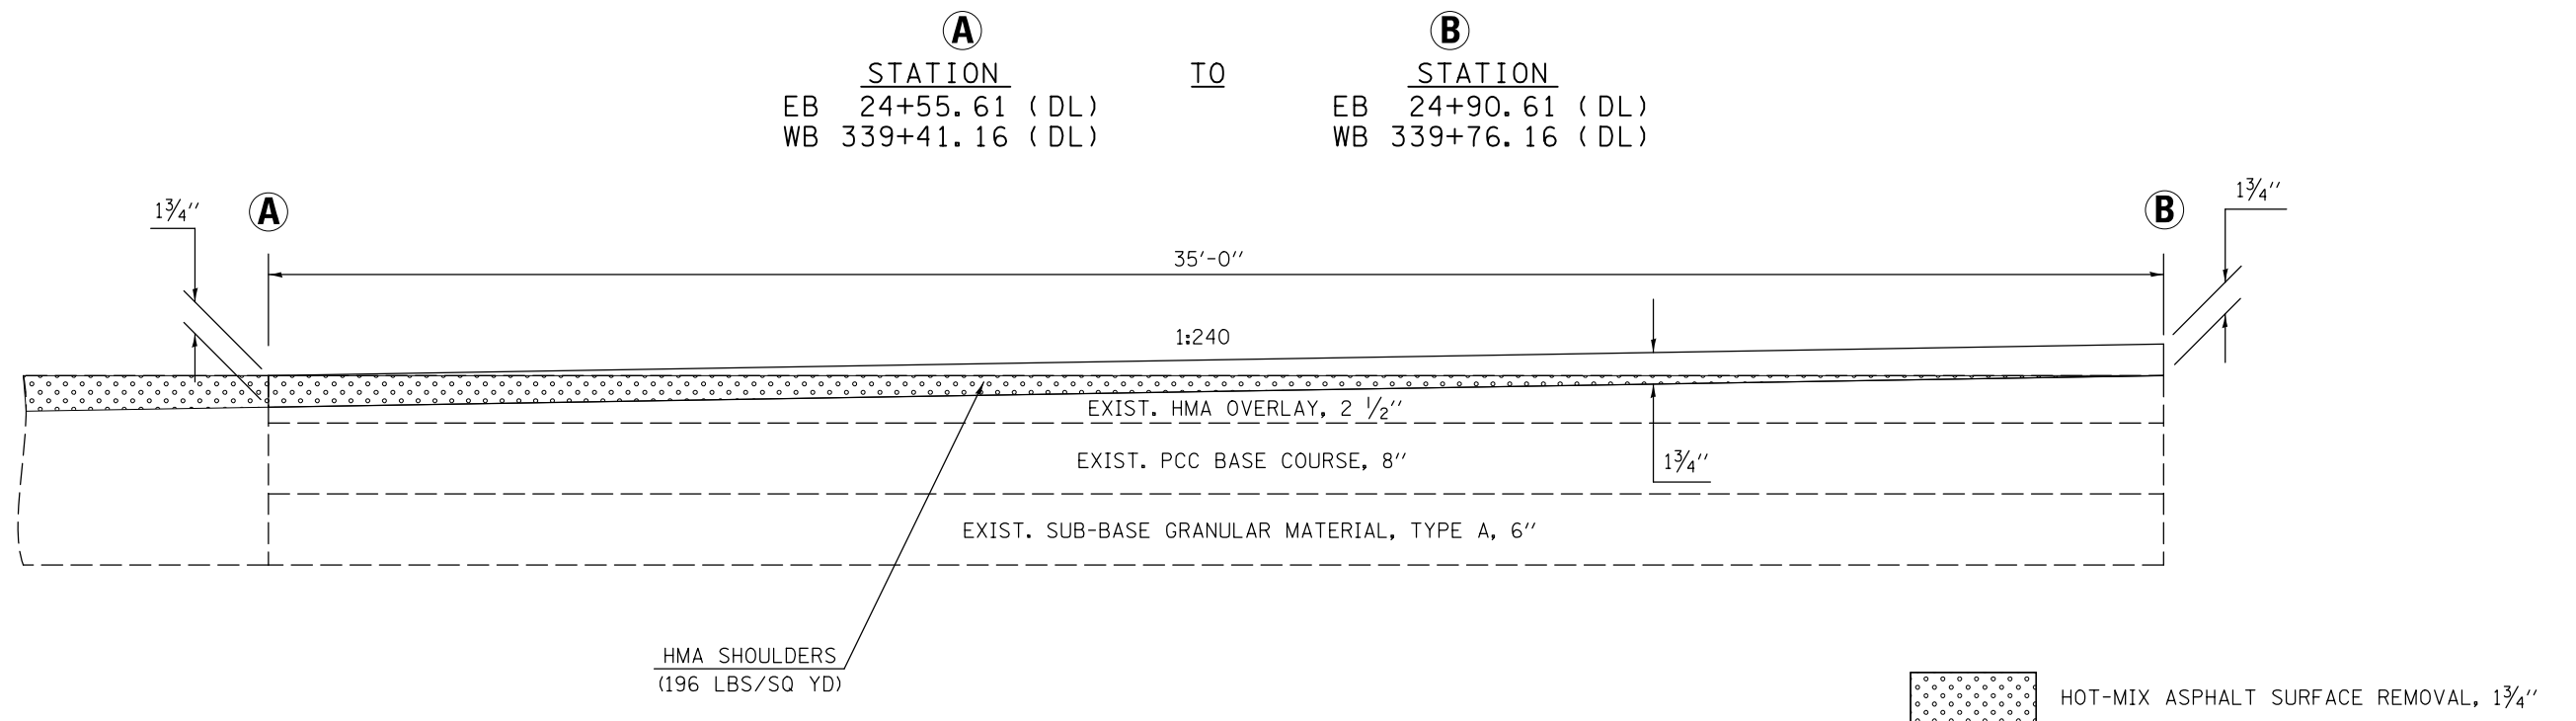 A B
STATION TO STATION
EB 24+55.61 (DL) EB 24+90.61 (DL)
WB 339+41.16 (DL) WB 339+76.16 (DL)
1¾" A B 1¾"
35'-0"
1:240
EXIST. HMA OVERLAY, 2 ½"
EXIST. PCC BASE COURSE, 8" 1¾"
EXIST. SUB-BASE GRANULAR MATERIAL, TYPE A, 6"
HMA SHOULDERS
(196 LBS/SQ YD)
HOT-MIX ASPHALT SURFACE REMOVAL, 1¾"